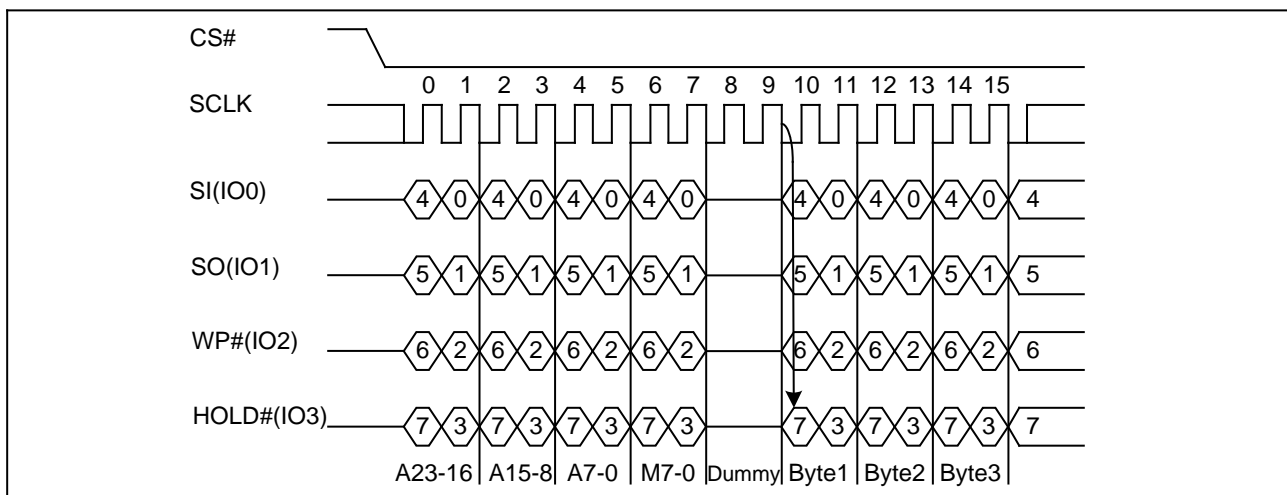 CS#
0 1 2 3 4 5 6 7 8 9 10 11 12 13 14 15
SCLK
SI(IO0) 4 0 4 0 4 0 4 0 4 0 4 0 4 0 4
SO(IO1) 5 1 5 1 5 1 5 1 5 1 5 1 5 1 5
WP#(IO2) 6 2 6 2 6 2 6 2 6 2 6 2 6 2 6
HOLD#(IO3) 7 3 7 3 7 3 7 3 7 3 7 3 7 3 7
A23-16 A15-8 A7-0 M7-0 Dummy Byte1 Byte2 Byte3